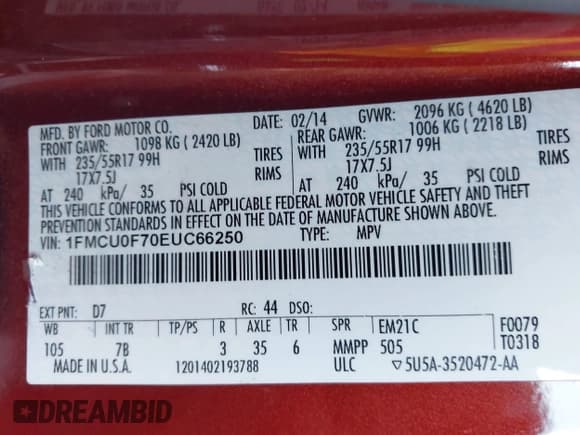 MFD. BY FORD MOTOR CO. DATE: 02/14 GVWR: 2096 KG ( 4620 LB)
FRONT GAWR: 1098 KG ( 2420 LB) REAR GAWR: 1006 KG ( 2218 LB)
WITH 235/55R17 99H TIRES WITH 235/55R17 99H TIRES
17X7.5J RIMS 17X7.5J RIMS
AT 240 kPa/ 35 PSI COLD AT 240 kPa/ 35 PSI COLD
THIS VEHICLE CONFORMS TO ALL APPLICABLE FEDERAL MOTOR VEHICLE SAFETY AND THEFT
PREVENTION STANDARDS IN EFFECT ON THE DATE OF MANUFACTURE SHOWN ABOVE.
VIN: 1FMCU0F70EUC66250 TYPE: MPV
EXT PNT: D7 RC: 44 DSO:
WB INT TR TP/PS R AXLE TR SPR EM21C F0079
105 7B 3 35 6 MMPP 505 T0318
MADE IN U.S.A. 1201402193788 ULC ▽5U5A-3520472-AA
DREAMBID